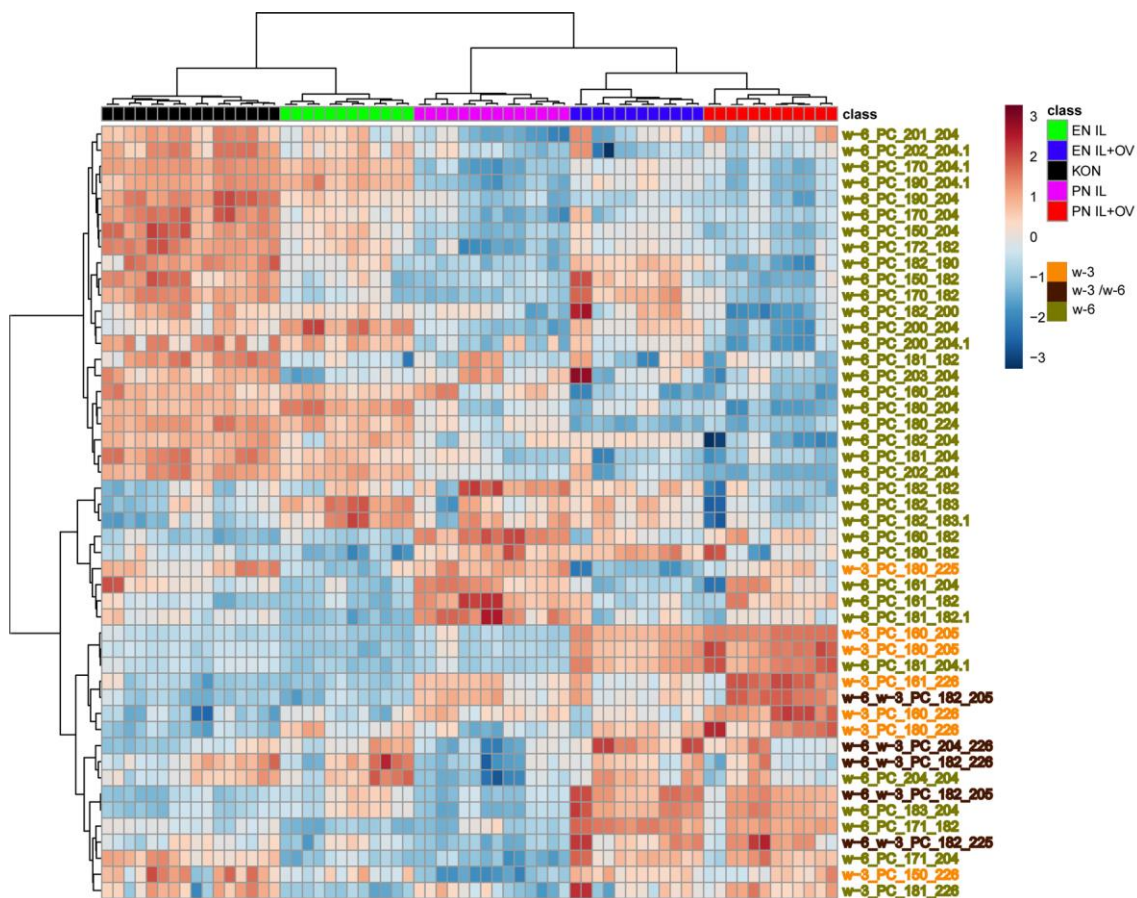 class
w-6_PC_201_204
w-6_PC_202_204.1
w-6_PC_170_204.1
w-6_PC_190_204.1
w-6_PC_190_204
w-6_PC_170_204
w-6_PC_150_204
w-6_PC_172_182
w-6_PC_182_190
w-6_PC_150_182
w-6_PC_170_182
w-6_PC_182_200
w-6_PC_200_204
w-6_PC_200_204.1
w-6_PC_181_182
w-6_PC_203_204
w-6_PC_160_204
w-6_PC_180_204
w-6_PC_180_224
w-6_PC_182_204
w-6_PC_181_204
w-6_PC_202_204
w-6_PC_182_182
w-6_PC_182_183
w-6_PC_182_183.1
w-6_PC_160_182
w-6_PC_180_182
w-3_PC_180_225
w-6_PC_161_204
w-6_PC_161_182
w-6_PC_181_182.1
w-3_PC_160_205
w-3_PC_180_205
w-6_PC_181_204.1
w-3_PC_161_226
w-6_w-3_PC_182_205
w-3_PC_160_226
w-3_PC_180_226
w-6_w-3_PC_204_226
w-6_w-3_PC_182_226
w-6_PC_204_204
w-6_w-3_PC_182_205
w-6_PC_183_204
w-6_PC_171_182
w-6_w-3_PC_182_225
w-6_PC_171_204
w-3_PC_150_226
w-3_PC_181_226
3
2
1
0
−1
−2
−3
class
EN IL
EN IL+OV
KON
PN IL
PN IL+OV
w-3
w-3 /w-6
w-6